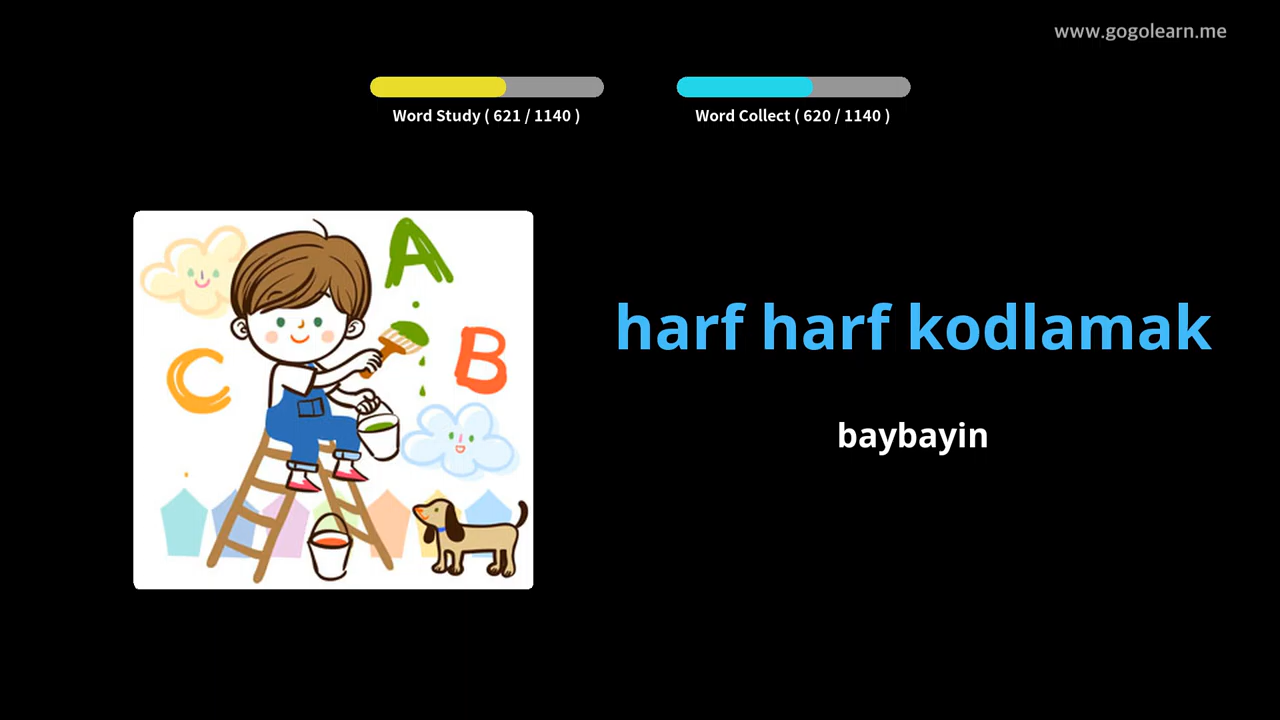 www.gogolearn.me
Word Study ( 621 / 1140 )
Word Collect ( 620 / 1140 )
A
B
C
harf harf kodlamak
baybayin